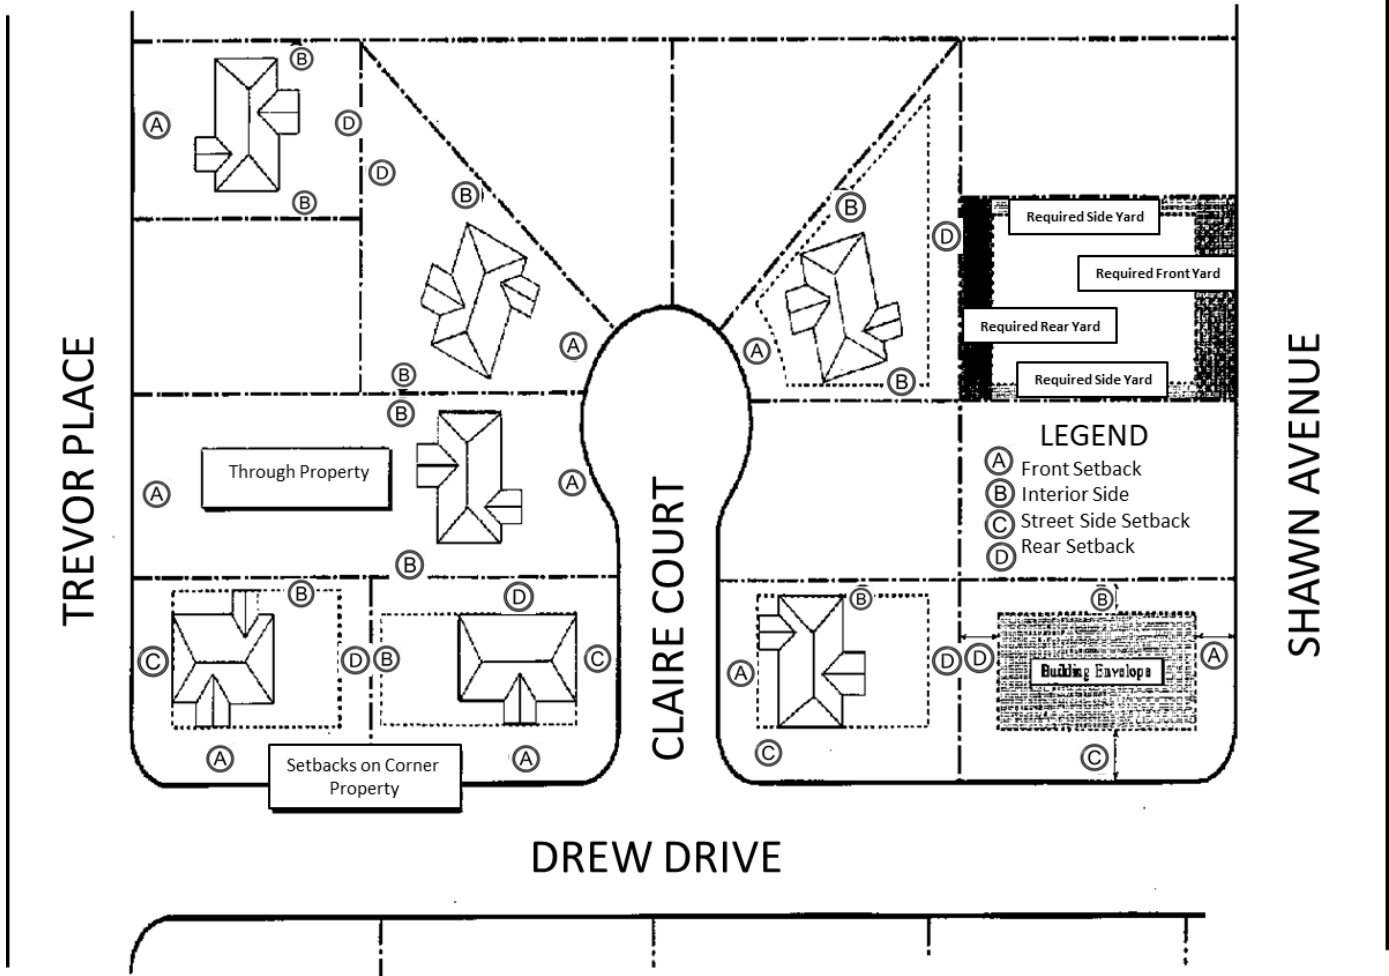 B
A
D
B
D
B
B
D
A
B
A
B
B
A
A
B
B
D
C
D
B
C
A
A
Through Property
Setbacks on Corner
Property
B
A
D
C
D
B
A
C
Building Envelope
Required Side Yard
Required Front Yard
Required Rear Yard
Required Side Yard
LEGEND
A Front Setback
B Interior Side
C Street Side Setback
D Rear Setback
TREVOR PLACE
CLAIRE COURT
SHAWN AVENUE
DREW DRIVE